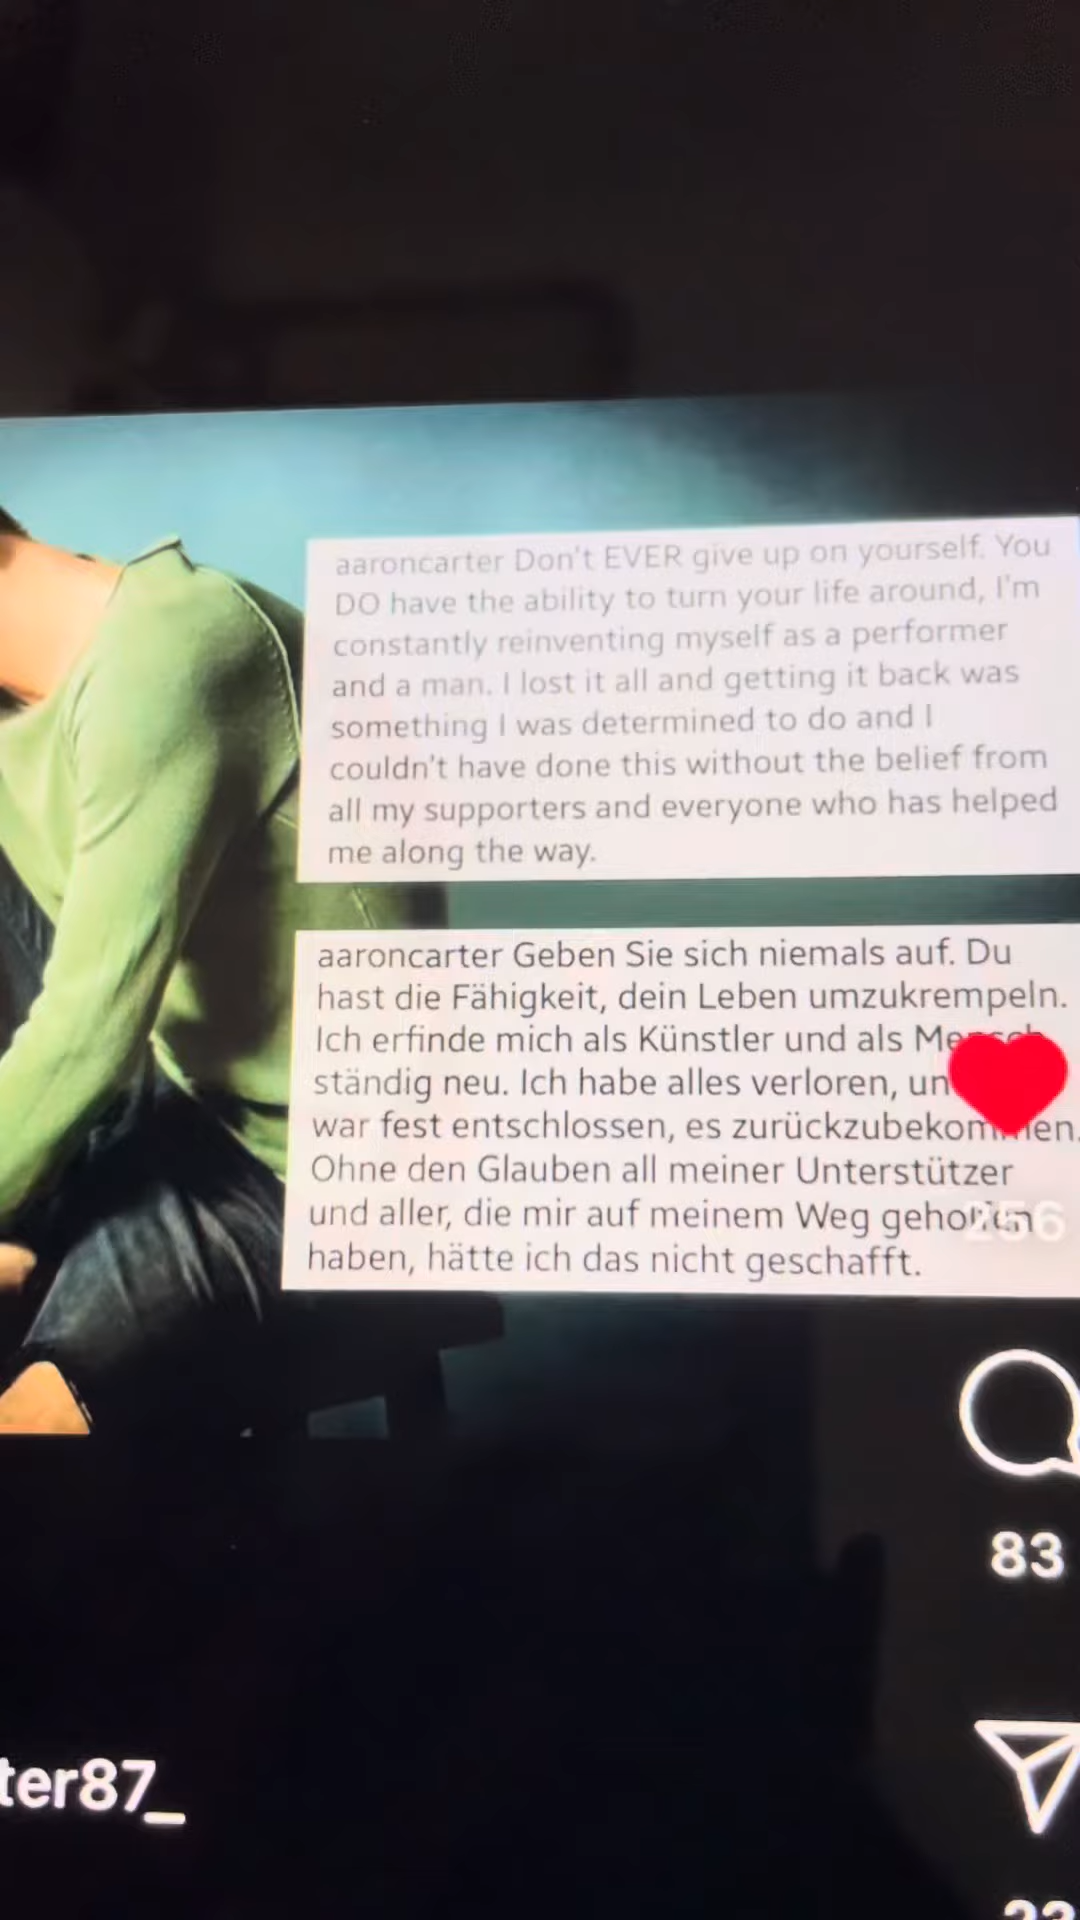 aaroncarter Don't EVER give up on yourself. You
DO have the ability to turn your life around, I'm
constantly reinventing myself as a performer
and a man. I lost it all and getting it back was
something I was determined to do and I
couldn't have done this without the belief from
all my supporters and everyone who has helped
me along the way.
aaroncarter Geben Sie sich niemals auf. Du
hast die Fähigkeit, dein Leben umzukrempeln.
Ich erfinde mich als Künstler und als Mensch
ständig neu. Ich habe alles verloren,
war fest entschlossen, es zurückzubekommen.
Ohne den Glauben all meiner Unterstützer
und aller, die mir auf meinem Weg geholfen
haben, hätte ich das nicht geschafft.
256
83
ter87_